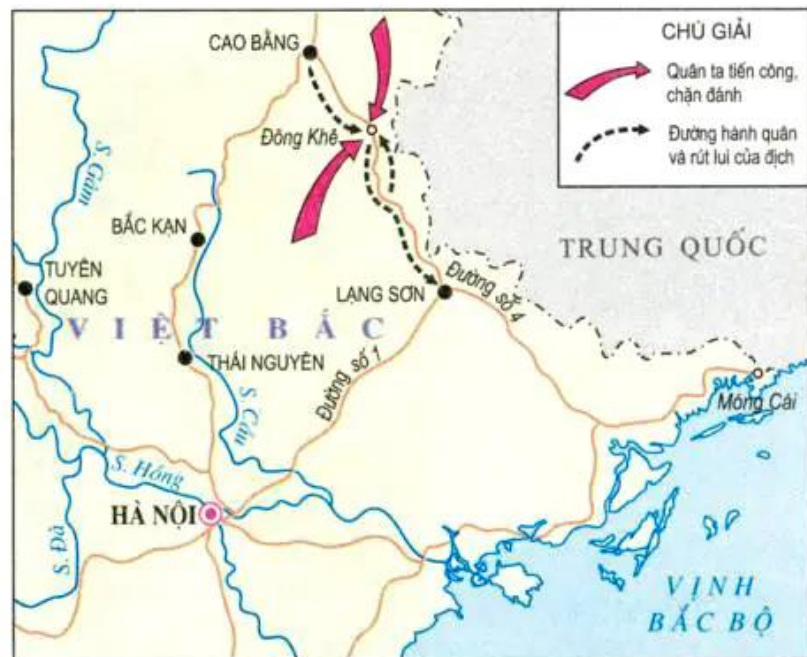 CHÚ GIẢI
Quân ta tiến công,
chặn đánh
Đường hành quân
và rút lui của địch
CAO BẰNG
Đông Khê
S. Gâm
BẮC KẠN
TUYÊN
QUANG
TRUNG QUỐC
LẠNG SƠN
Đường số 4
VIỆT BẮC
THÁI NGUYÊN
Đường số 1
S. Cầu
Móng Cái
S. Hồng
HÀ NỘI
S. Đà
VỊNH
BẮC BỘ